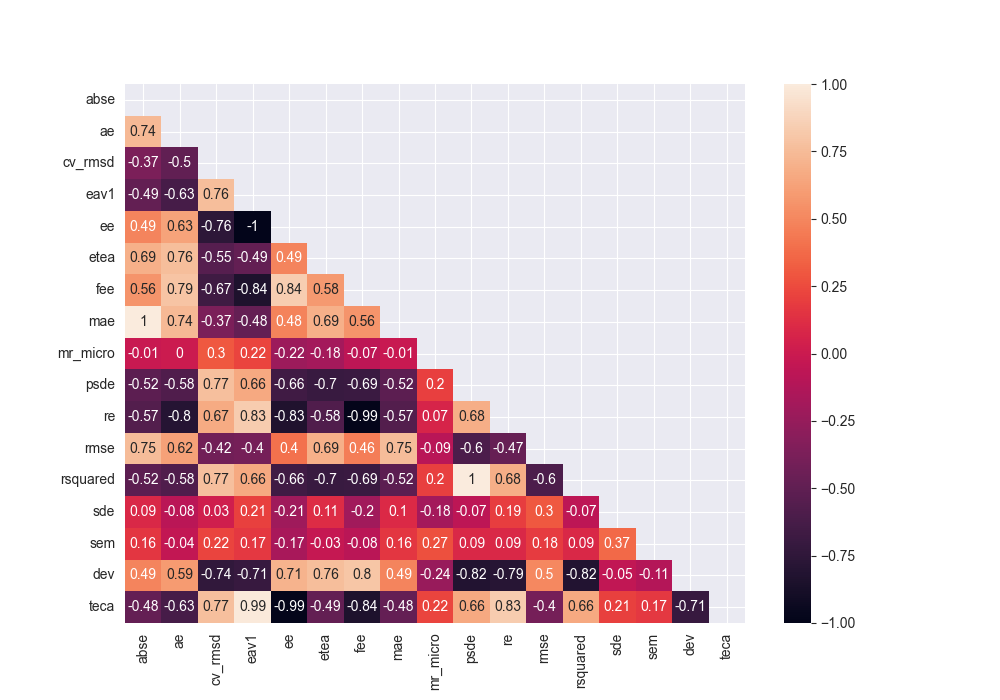 abse
ae 0.74
cv_rmsd -0.37 -0.5
eav1 -0.49 -0.63 0.76
ee 0.49 0.63 -0.76 -1
etea 0.69 0.76 -0.55 -0.49 0.49
fee 0.56 0.79 -0.67 -0.84 0.84 0.58
mae 1 0.74 -0.37 -0.48 0.48 0.69 0.56
mr_micro -0.01 0 0.3 0.22 -0.22 -0.18 -0.07 -0.01
psde -0.52 -0.58 0.77 0.66 -0.66 -0.7 -0.69 -0.52 0.2
re -0.57 -0.8 0.67 0.83 -0.83 -0.58 -0.99 -0.57 0.07 0.68
rmse 0.75 0.62 -0.42 -0.4 0.4 0.69 0.46 0.75 -0.09 -0.6 -0.47
rsquared -0.52 -0.58 0.77 0.66 -0.66 -0.7 -0.69 -0.52 0.2 1 0.68 -0.6
sde 0.09 -0.08 0.03 0.21 -0.21 0.11 -0.2 0.1 -0.18 -0.07 0.19 0.3 -0.07
sem 0.16 -0.04 0.22 0.17 -0.17 -0.03 -0.08 0.16 0.27 0.09 0.09 0.18 0.09 0.37
dev 0.49 0.59 -0.74 -0.71 0.71 0.76 0.8 0.49 -0.24 -0.82 -0.79 0.5 -0.82 -0.05 -0.11
teca -0.48 -0.63 0.77 0.99 -0.99 -0.49 -0.84 -0.48 0.22 0.66 0.83 -0.4 0.66 0.21 0.17 -0.71
abse ae cv_rmsd eav1 ee etea fee mae mr_micro psde re rmse rsquared sde sem dev teca
1.00
0.75
0.50
0.25
0.00
−0.25
−0.50
−0.75
−1.00